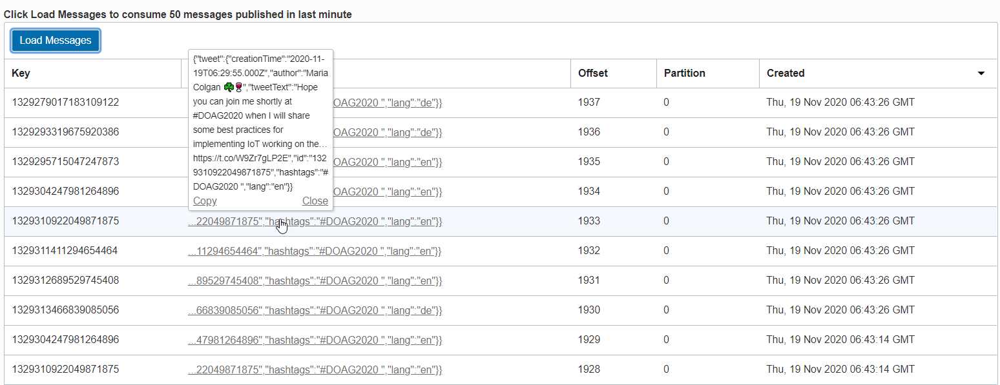 Click Load Messages to consume 50 messages published in last minute
Load Messages
Key Offset Partition Created
{"tweet":{"creationTime":"2020-11-
19T06:29:55.000Z","author":"Maria
Colgan ☘🍷","tweetText":"Hope
you can join me shortly at
#DOAG2020 when I will share
some best practices for
implementing IoT working on the…
https://t.co/W9Zr7gLP2E","id":"132
9310922049871875","hashtags":"#
DOAG2020 ","lang":"en"}}
Copy Close
1329279017183109122 OAG2020 ","lang":"de"}} 1937 0 Thu, 19 Nov 2020 06:43:26 GMT
1329293319675920386 OAG2020 ","lang":"de"}} 1936 0 Thu, 19 Nov 2020 06:43:26 GMT
1329295715047247873 OAG2020 ","lang":"en"}} 1935 0 Thu, 19 Nov 2020 06:43:26 GMT
1329304247981264896 OAG2020 ","lang":"en"}} 1934 0 Thu, 19 Nov 2020 06:43:26 GMT
1329310922049871875 ...22049871875","hashtags":"#DOAG2020 ","lang":"en"}} 1933 0 Thu, 19 Nov 2020 06:43:26 GMT
1329311411294654464 ...11294654464","hashtags":"#DOAG2020 ","lang":"en"}} 1932 0 Thu, 19 Nov 2020 06:43:26 GMT
1329312689529745408 ...89529745408","hashtags":"#DOAG2020 ","lang":"en"}} 1931 0 Thu, 19 Nov 2020 06:43:26 GMT
1329313466839085056 ...66839085056","hashtags":"#DOAG2020 ","lang":"de"}} 1930 0 Thu, 19 Nov 2020 06:43:26 GMT
1329304247981264896 ...47981264896","hashtags":"#DOAG2020 ","lang":"en"}} 1929 0 Thu, 19 Nov 2020 06:43:14 GMT
1329310922049871875 ...22049871875","hashtags":"#DOAG2020 ","lang":"en"}} 1928 0 Thu, 19 Nov 2020 06:43:14 GMT